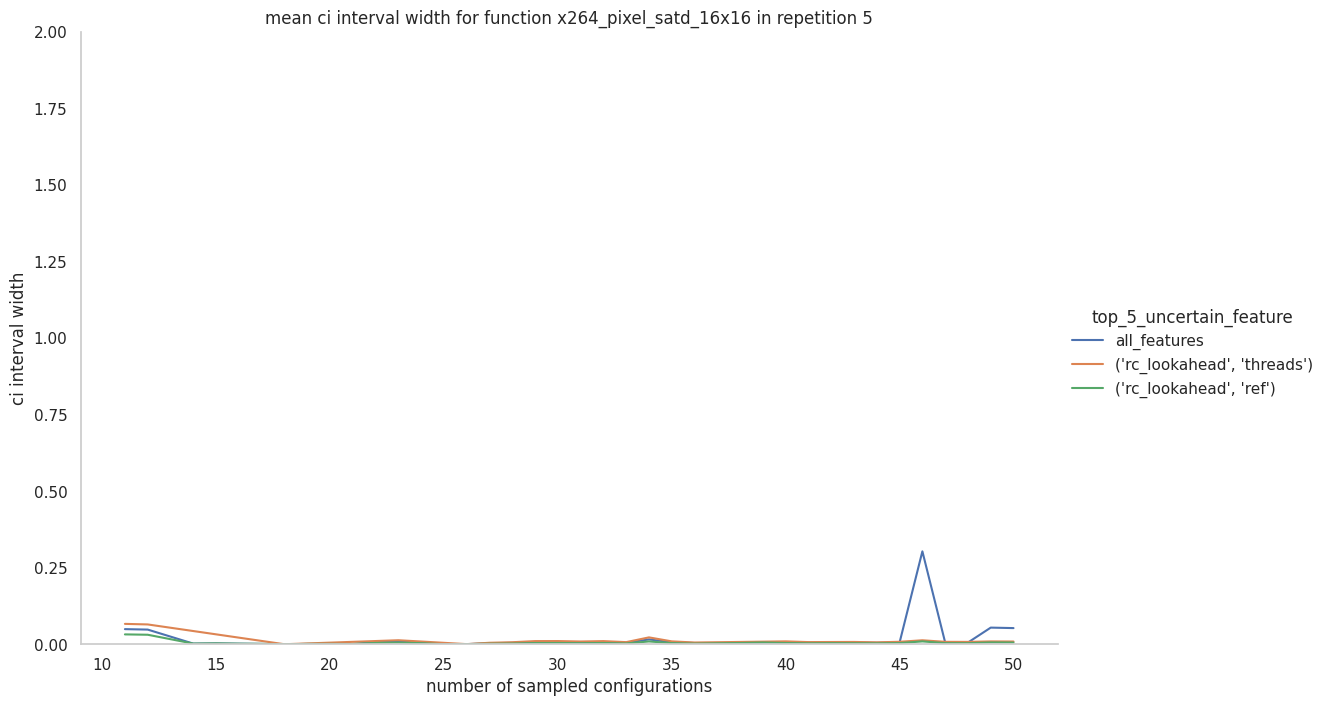 mean ci interval width for function x264_pixel_satd_16x16 in repetition 5
2.00
1.75
1.50
1.25
1.00
0.75
0.50
0.25
0.00
ci interval width
10 15 20 25 30 35 40 45 50
number of sampled configurations
top_5_uncertain_feature
all_features
('rc_lookahead', 'threads')
('rc_lookahead', 'ref')